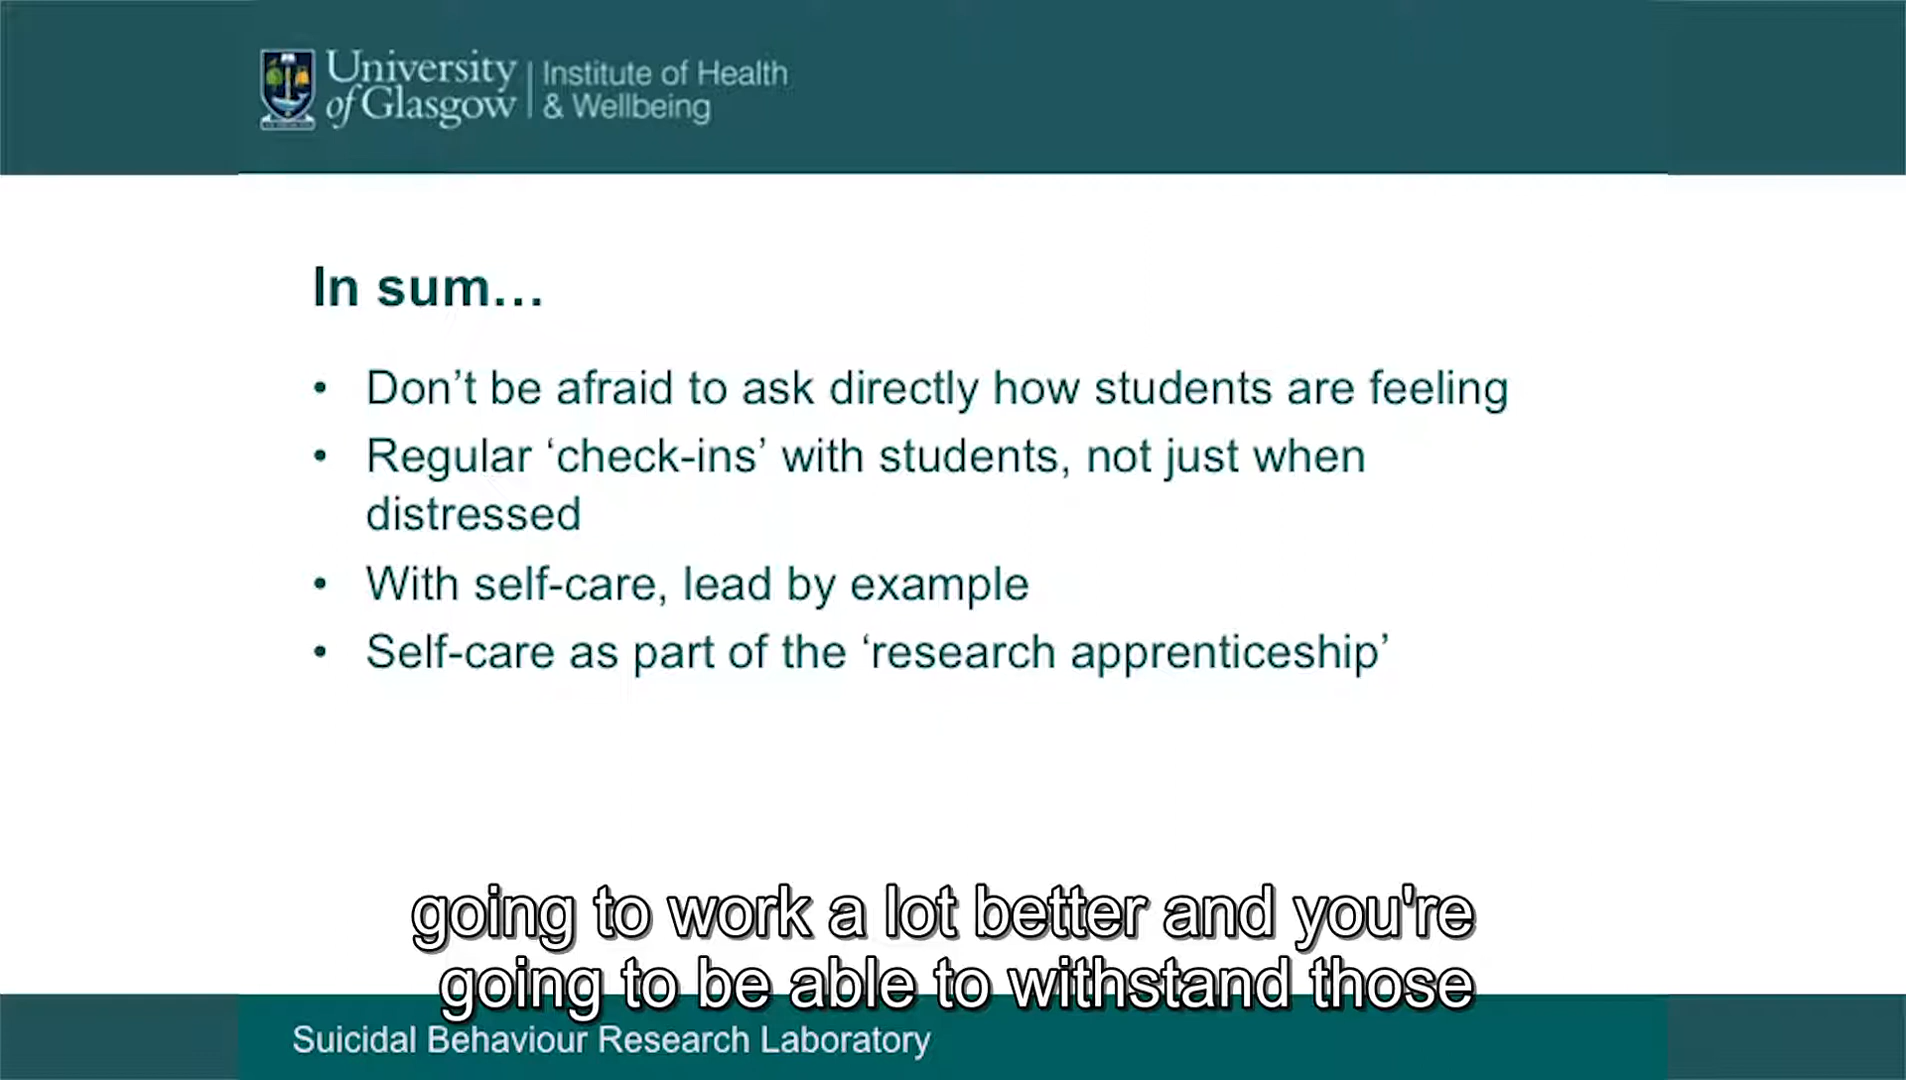 University
of Glasgow
Institute of Health
& Wellbeing
In sum…
• Don’t be afraid to ask directly how students are feeling
• Regular ‘check-ins’ with students, not just when
distressed
• With self-care, lead by example
• Self-care as part of the ‘research apprenticeship’
going to work a lot better and you're
going to be able to withstand those
Suicidal Behaviour Research Laboratory